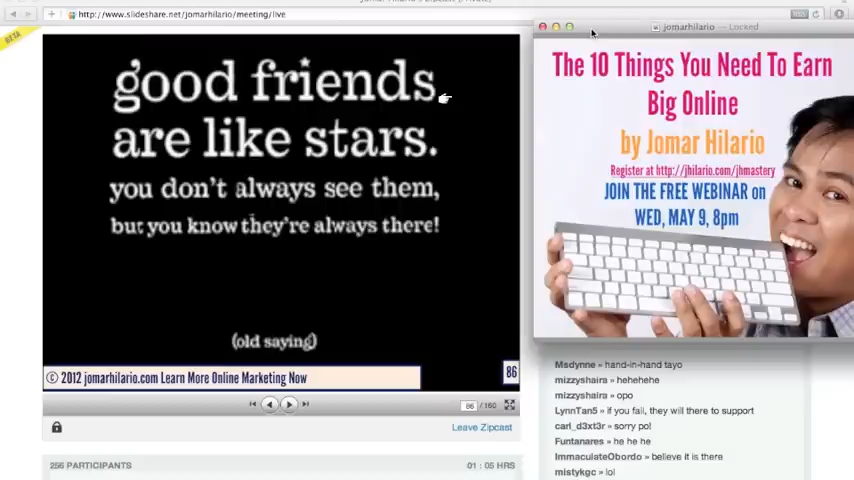 http://www.slideshare.net/jomarhilario/meeting/live
BETA
good friends
are like stars.
you don't always see them,
but you know they're always there!
(old saying)
© 2012 jomarhilario.com Learn More Online Marketing Now
86
86 / 160
Leave Zipcast
256 PARTICIPANTS
01 : 05 HRS
jomarhilario — Locked
The 10 Things You Need To Earn
Big Online
by Jomar Hilario
Register at http://jhilario.com/jhmastery
JOIN THE FREE WEBINAR on
WED, MAY 9, 8pm
Msdynne » hand-in-hand tayo
mizzyshaira » hehehehe
mizzyshaira » opo
LynnTan5 » if you fail, they will there to support
carl_d3xt3r » sorry po!
Funtanares » he he he
ImmaculateObordo » believe it is there
mistykgc » lol